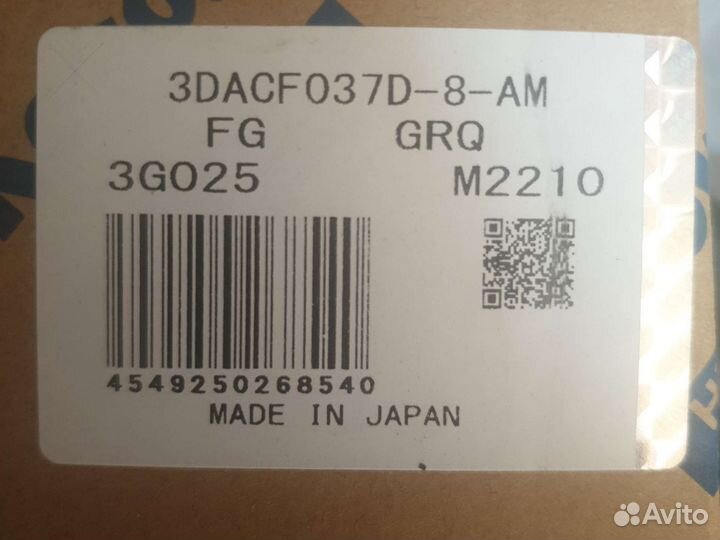 3DACF037D-8-AM
FG GRQ
3G025 M2210
4549250268540
MADE IN JAPAN
Avito